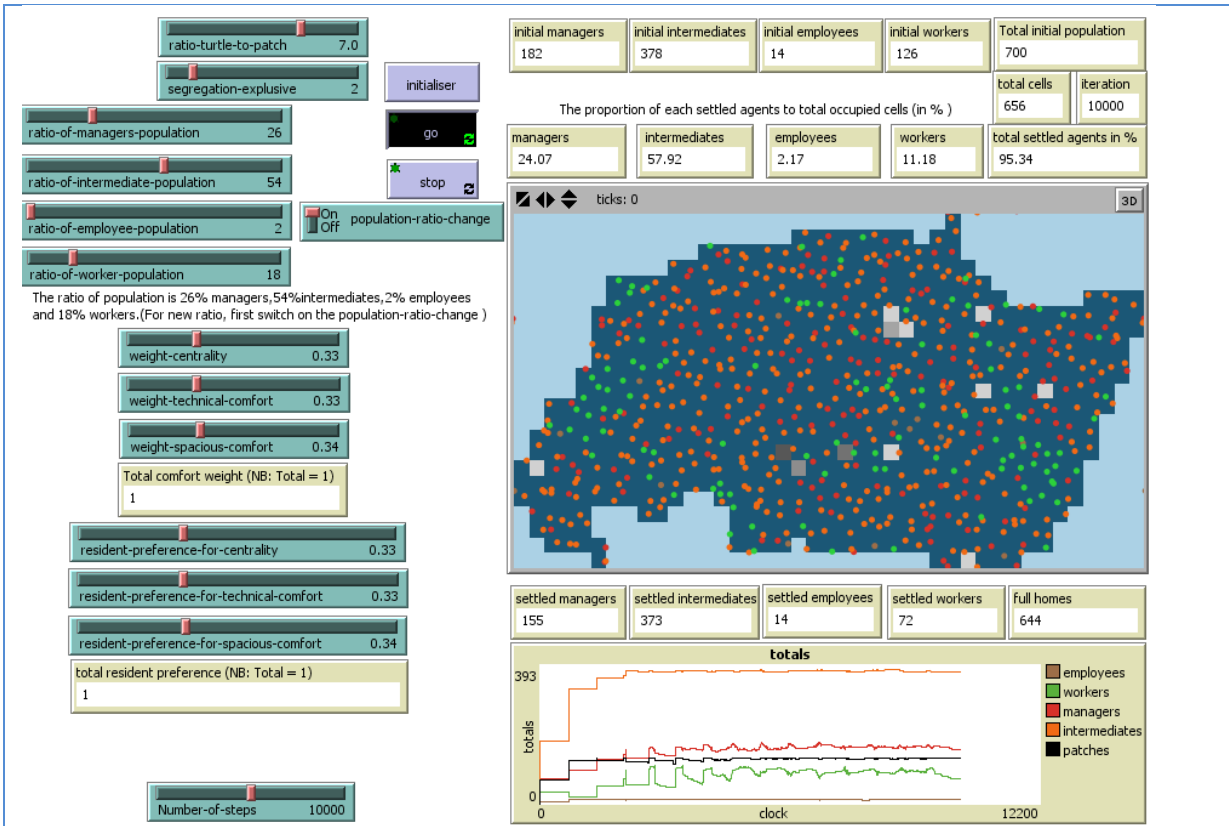 ratio-turtle-to-patch 7.0
segregation-explusive 2
initialiser
ratio-of-managers-population 26
go
ratio-of-intermediate-population 54
stop
ratio-of-employee-population 2
On
Off
population-ratio-change
ratio-of-worker-population 18
The ratio of population is 26% managers,54%intermediates,2% employees
and 18% workers.(For new ratio, first switch on the population-ratio-change )
weight-centrality 0.33
weight-technical-comfort 0.33
weight-spacious-comfort 0.34
Total comfort weight (NB: Total = 1)
1
resident-preference-for-centrality 0.33
resident-preference-for-technical-comfort 0.33
resident-preference-for-spacious-comfort 0.34
total resident preference (NB: Total = 1)
1
Number-of-steps 10000
initial managers
182
initial intermediates
378
initial employees
14
initial workers
126
Total initial population
700
total cells
656
iteration
10000
The proportion of each settled agents to total occupied cells (in % )
managers
24.07
intermediates
57.92
employees
2.17
workers
11.18
total settled agents in %
95.34
ticks: 0
3D
settled managers
155
settled intermediates
373
settled employees
14
settled workers
72
full homes
644
totals
393
totals
0
0
clock
12200
employees
workers
managers
intermediates
patches